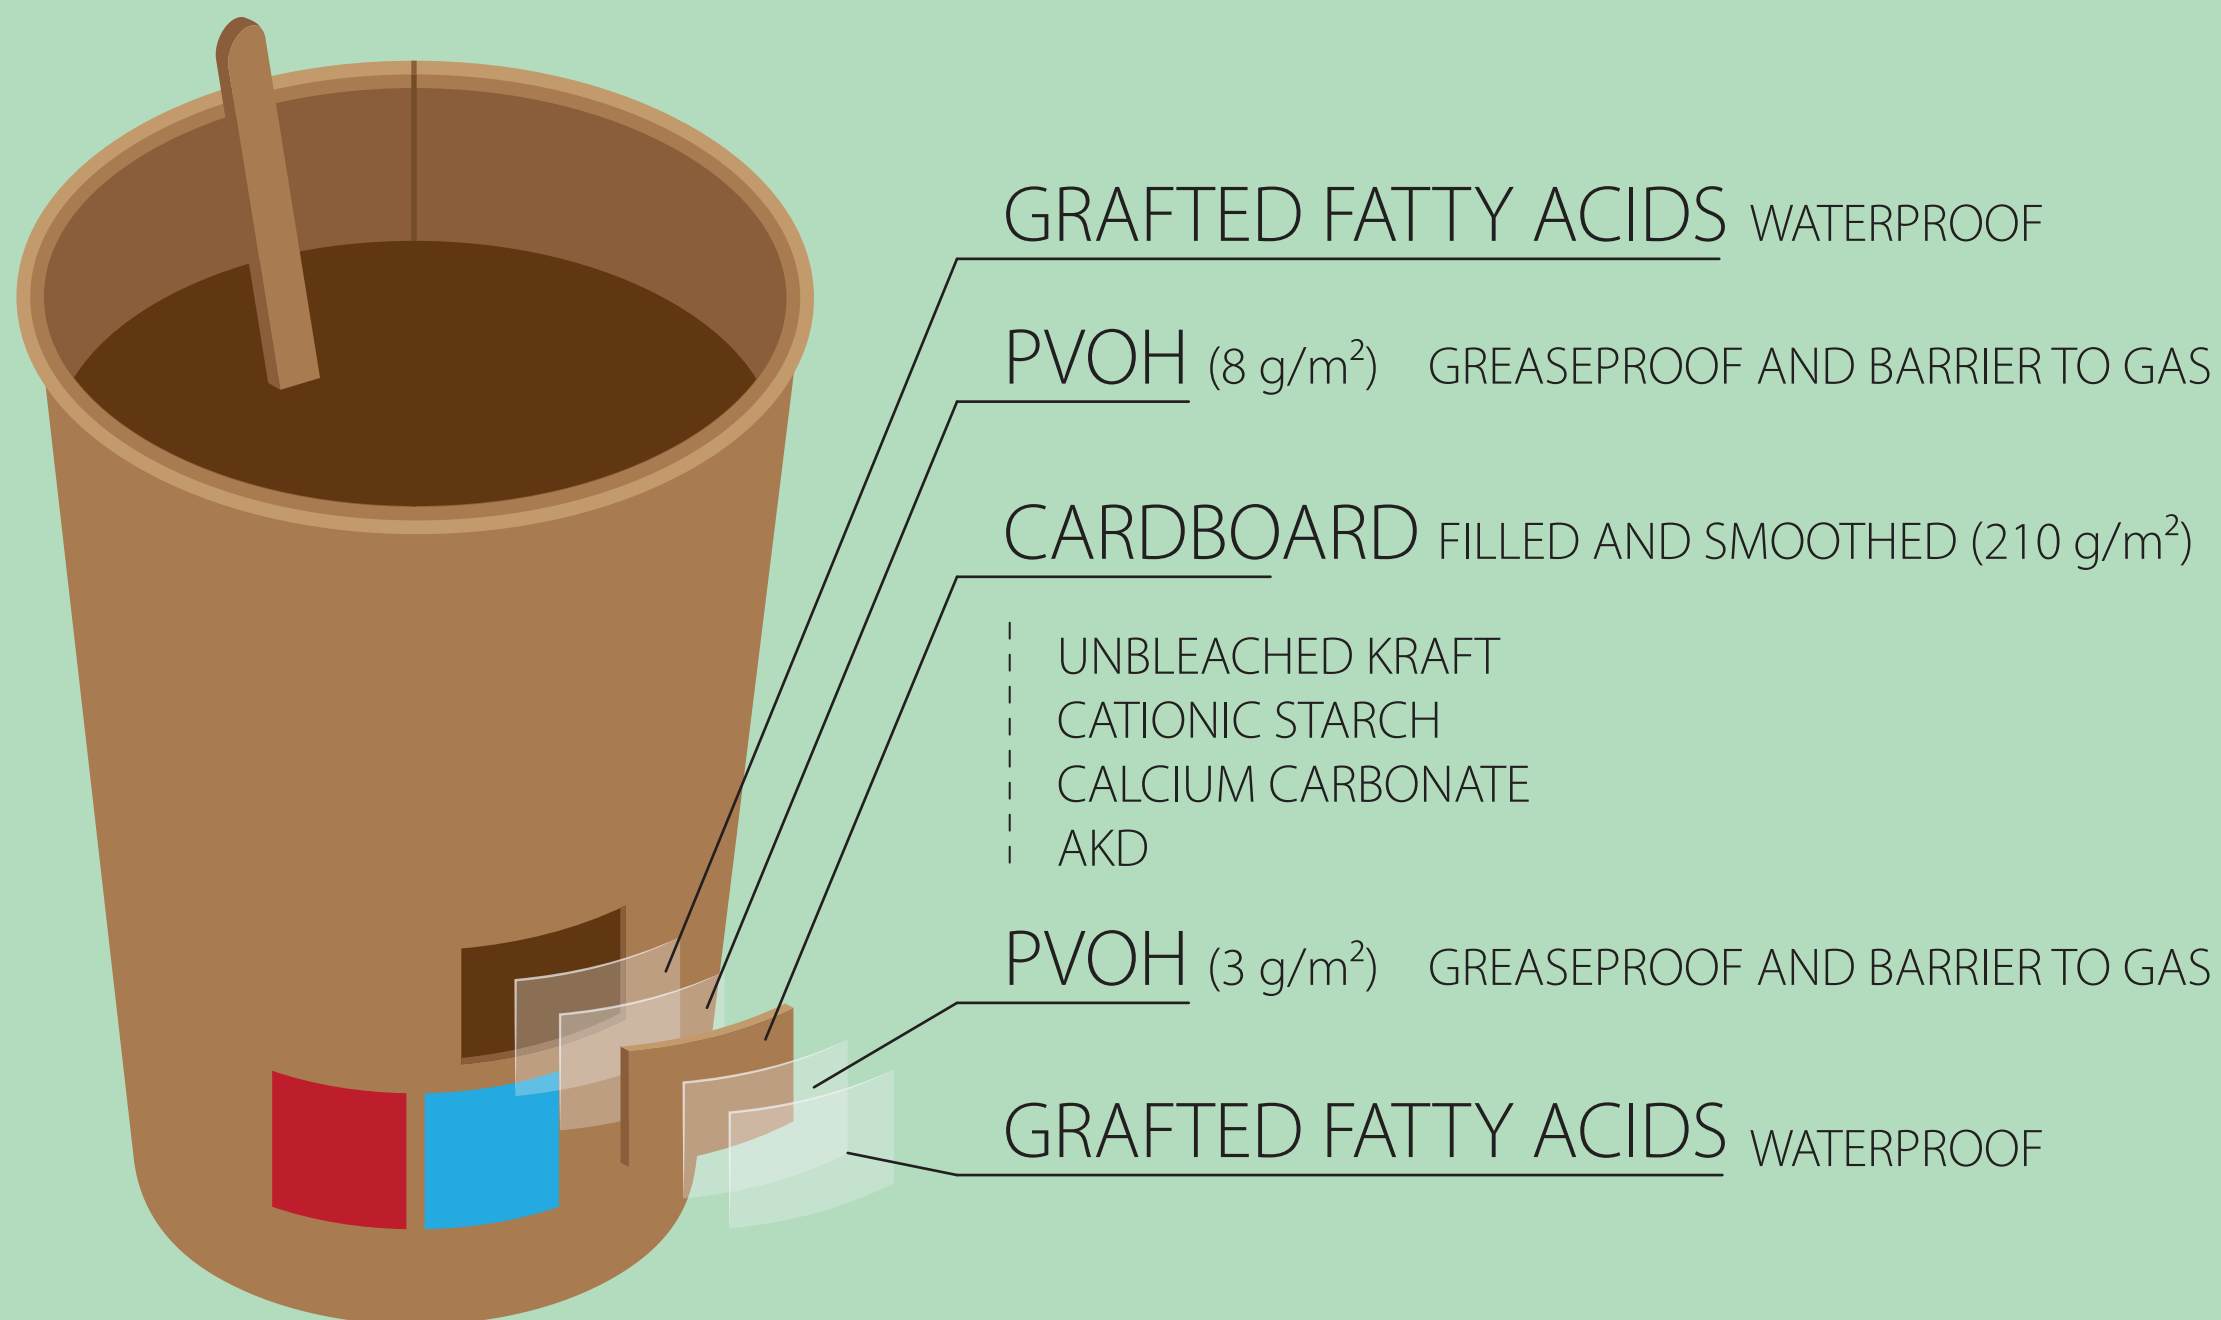 GRAFTED FATTY ACIDS WATERPROOF
PVOH (8 g/m²) GREASEPROOF AND BARRIER TO GAS
CARDBOARD FILLED AND SMOOTHED (210 g/m²)
UNBLEACHED KRAFT
CATIONIC STARCH
CALCIUM CARBONATE
AKD
PVOH (3 g/m²) GREASEPROOF AND BARRIER TO GAS
GRAFTED FATTY ACIDS WATERPROOF